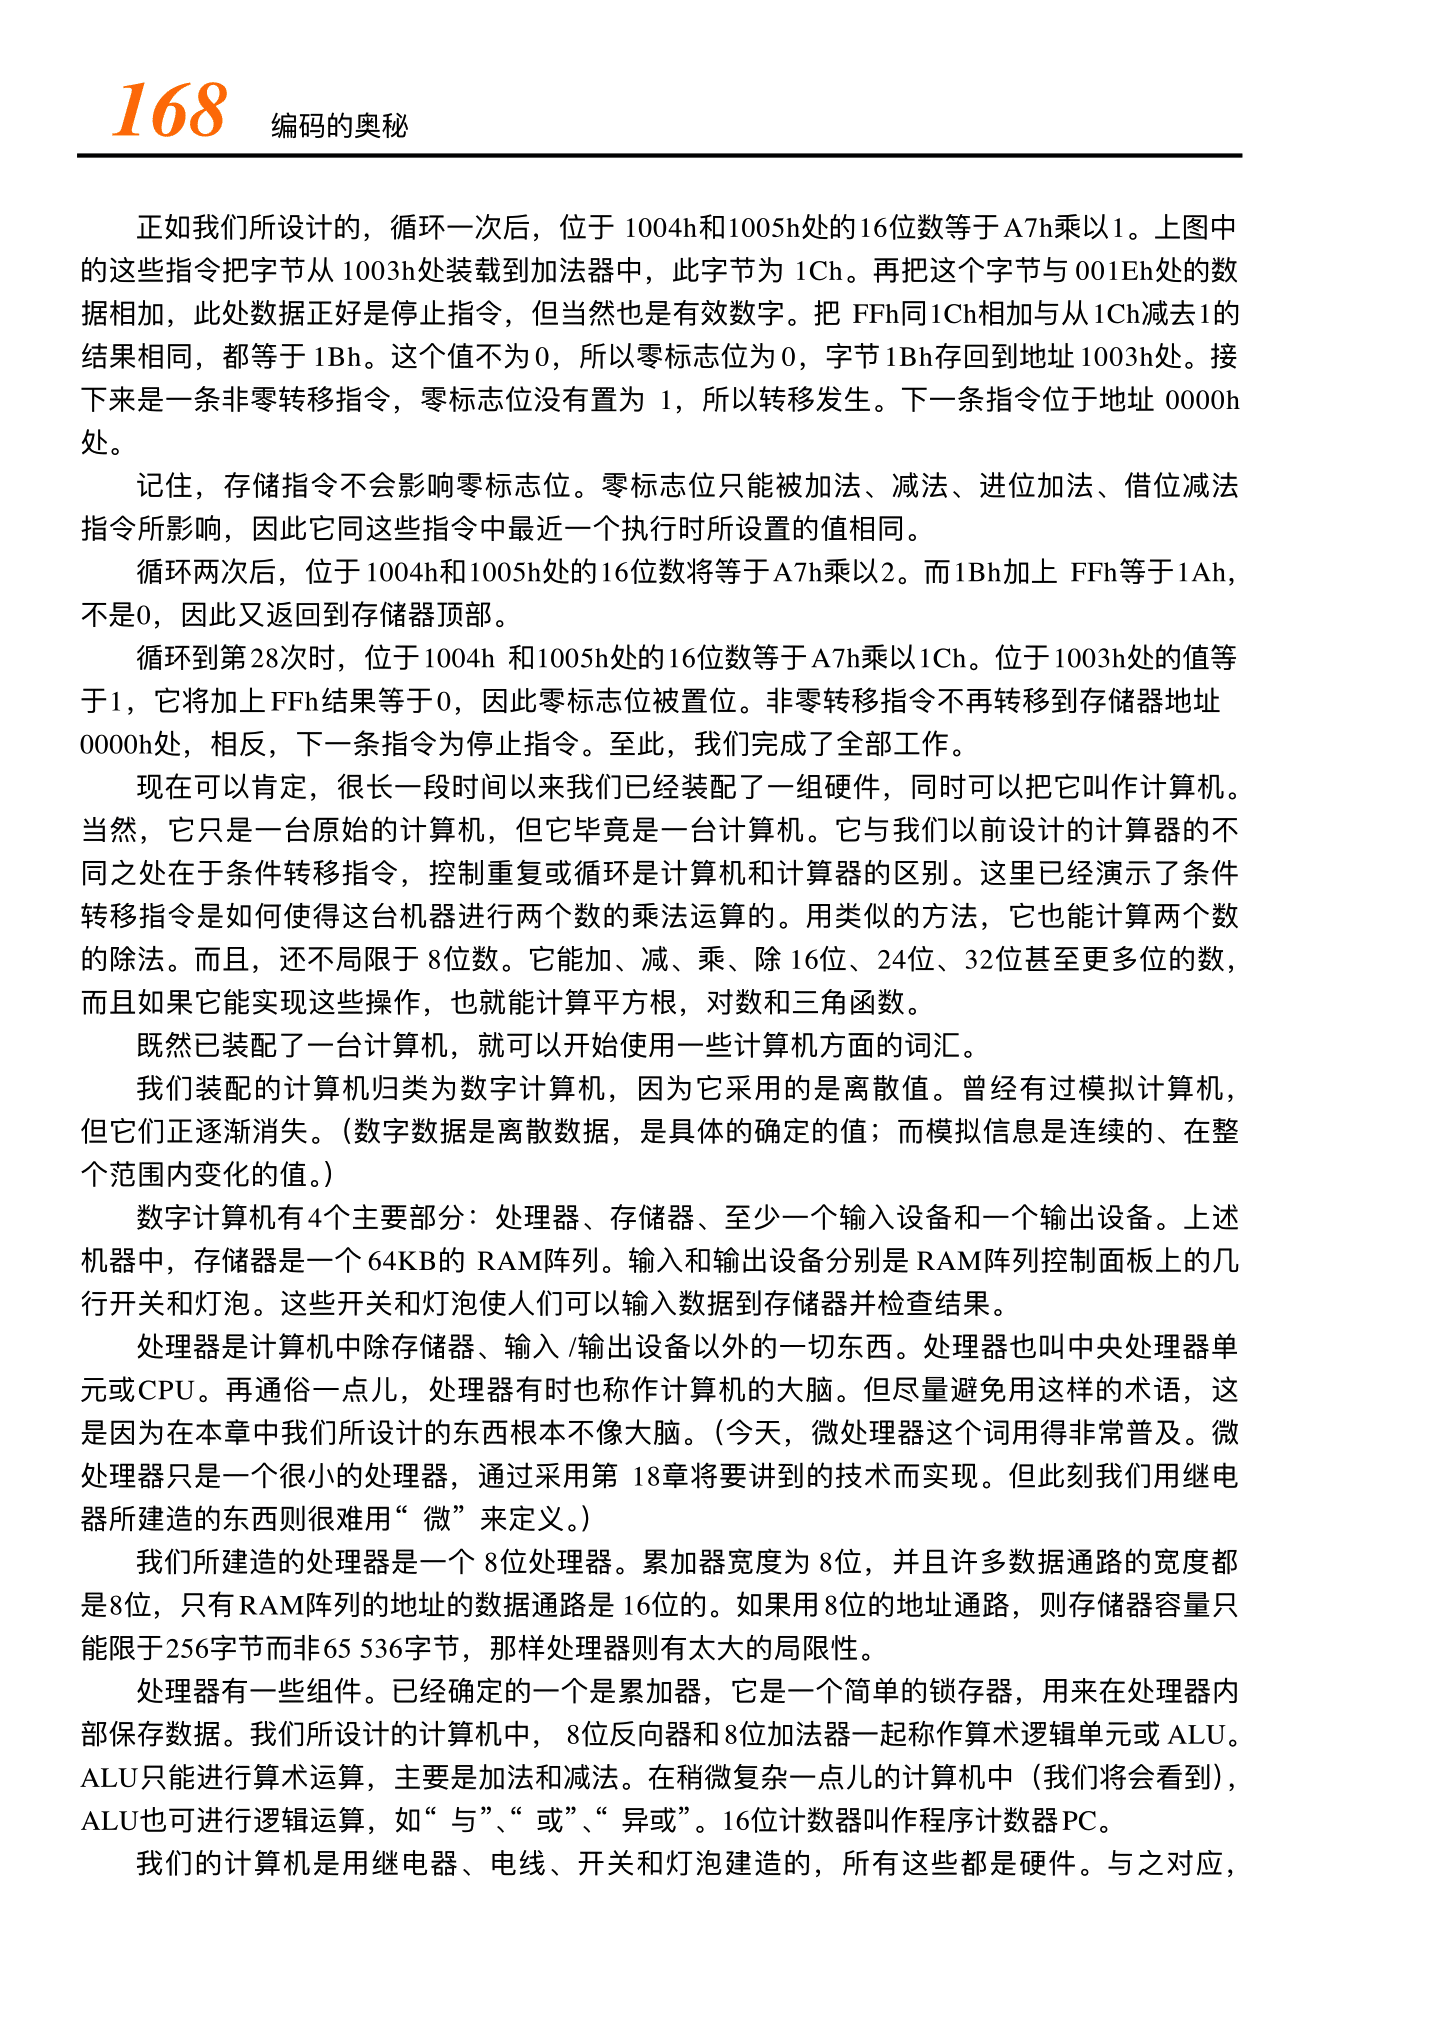 168 编码的奥秘
正如我们所设计的，循环一次后，位于 1004h和1005h处的16位数等于A7h乘以1。上图中
的这些指令把字节从 1003h处装载到加法器中，此字节为 1Ch。再把这个字节与 001Eh处的数
据相加，此处数据正好是停止指令，但当然也是有效数字。把 FFh同1Ch相加与从1Ch减去1的
结果相同，都等于 1Bh。这个值不为0，所以零标志位为0，字节1Bh存回到地址1003h处。接
下来是一条非零转移指令，零标志位没有置为 1，所以转移发生。下一条指令位于地址 0000h
处。
记住，存储指令不会影响零标志位。零标志位只能被加法、减法、进位加法、借位减法
指令所影响，因此它同这些指令中最近一个执行时所设置的值相同。
循环两次后，位于1004h和1005h处的16位数将等于A7h乘以2。而1Bh加上 FFh等于1Ah，
不是0，因此又返回到存储器顶部。
循环到第28次时，位于1004h 和1005h处的16位数等于A7h乘以1Ch。位于1003h处的值等
于1，它将加上FFh结果等于0，因此零标志位被置位。非零转移指令不再转移到存储器地址
0000h处，相反，下一条指令为停止指令。至此，我们完成了全部工作。
现在可以肯定，很长一段时间以来我们已经装配了一组硬件，同时可以把它叫作计算机。
当然，它只是一台原始的计算机，但它毕竟是一台计算机。它与我们以前设计的计算器的不
同之处在于条件转移指令，控制重复或循环是计算机和计算器的区别。这里已经演示了条件
转移指令是如何使得这台机器进行两个数的乘法运算的。用类似的方法，它也能计算两个数
的除法。而且，还不局限于 8位数。它能加、减、乘、除 16位、24位、32位甚至更多位的数，
而且如果它能实现这些操作，也就能计算平方根，对数和三角函数。
既然已装配了一台计算机，就可以开始使用一些计算机方面的词汇。
我们装配的计算机归类为数字计算机，因为它采用的是离散值。曾经有过模拟计算机，
但它们正逐渐消失。（数字数据是离散数据，是具体的确定的值；而模拟信息是连续的、在整
个范围内变化的值。）
数字计算机有4个主要部分：处理器、存储器、至少一个输入设备和一个输出设备。上述
机器中，存储器是一个64KB的 RAM阵列。输入和输出设备分别是 RAM阵列控制面板上的几
行开关和灯泡。这些开关和灯泡使人们可以输入数据到存储器并检查结果。
处理器是计算机中除存储器、输入 /输出设备以外的一切东西。处理器也叫中央处理器单
元或CPU。再通俗一点儿，处理器有时也称作计算机的大脑。但尽量避免用这样的术语，这
是因为在本章中我们所设计的东西根本不像大脑。（今天，微处理器这个词用得非常普及。微
处理器只是一个很小的处理器，通过采用第 18章将要讲到的技术而实现。但此刻我们用继电
器所建造的东西则很难用“ 微”来定义。）
我们所建造的处理器是一个 8位处理器。累加器宽度为 8位，并且许多数据通路的宽度都
是8位，只有RAM阵列的地址的数据通路是 16位的。如果用8位的地址通路，则存储器容量只
能限于256字节而非65 536字节，那样处理器则有太大的局限性。
处理器有一些组件。已经确定的一个是累加器，它是一个简单的锁存器，用来在处理器内
部保存数据。我们所设计的计算机中， 8位反向器和8位加法器一起称作算术逻辑单元或 ALU。
ALU只能进行算术运算，主要是加法和减法。在稍微复杂一点儿的计算机中（我们将会看到），
ALU也可进行逻辑运算，如“ 与”、“ 或”、“ 异或”。16位计数器叫作程序计数器PC。
我们的计算机是用继电器、电线、开关和灯泡建造的，所有这些都是硬件。与之对应，